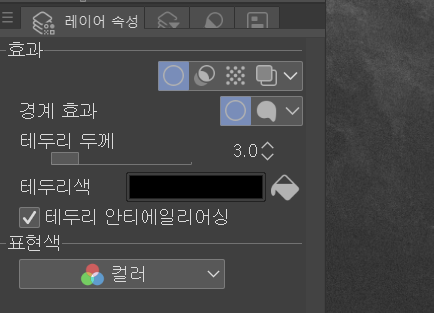 레이어 속성
효과
경계 효과
테두리 두께
3.0
테두리색
테두리 안티에일리어싱
표현색
컬러